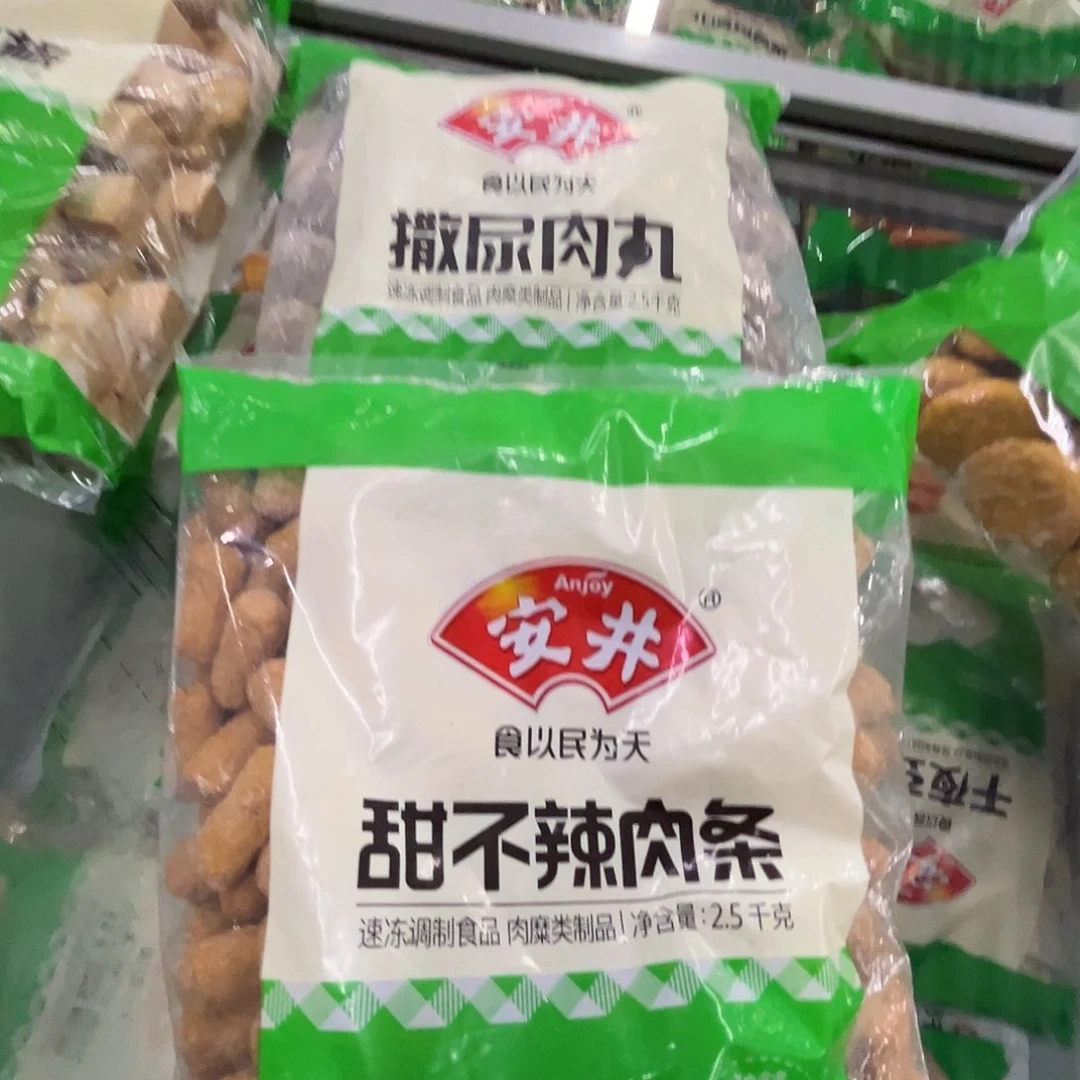 安井
®
食以民为天
撒尿肉丸
速冻调制食品 肉糜类制品 | 净含量:2.5千克
Anjoy
安井
®
食以民为天
甜不辣肉条
速冻调制食品 肉糜类制品 | 净含量:2.5千克
千夜